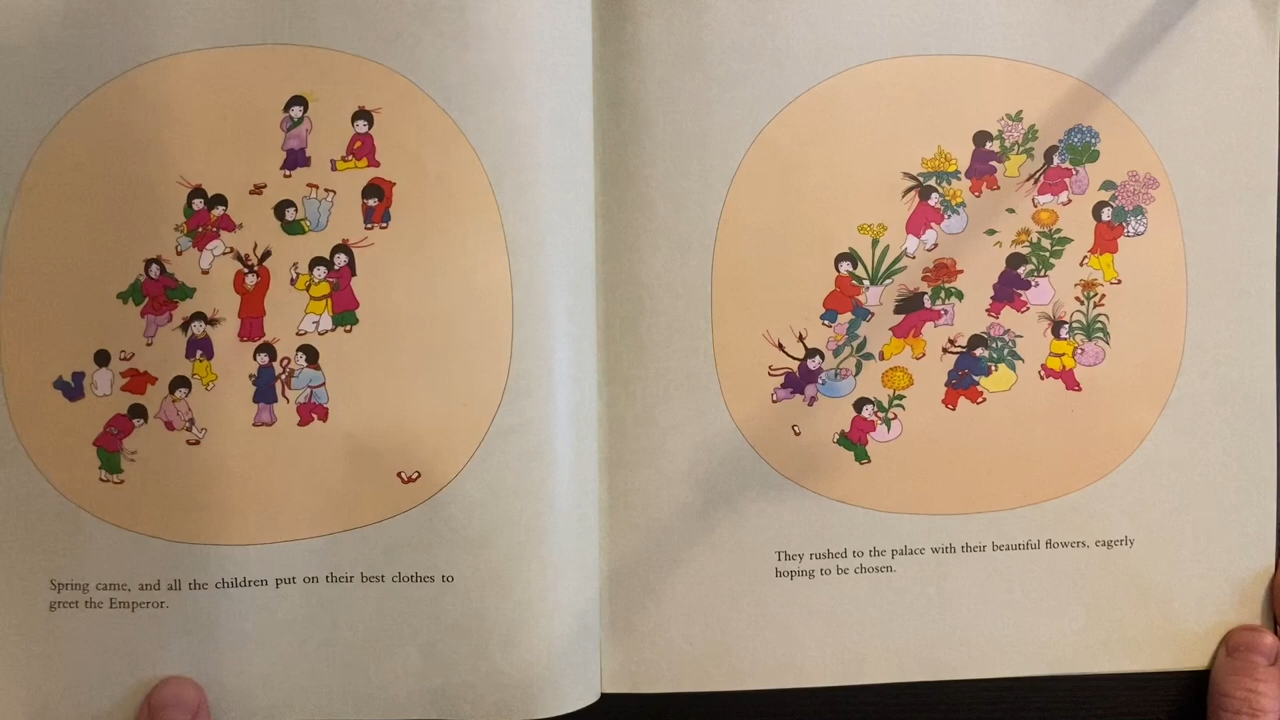 Spring came, and all the children put on their best clothes to
greet the Emperor.
They rushed to the palace with their beautiful flowers, eagerly
hoping to be chosen.